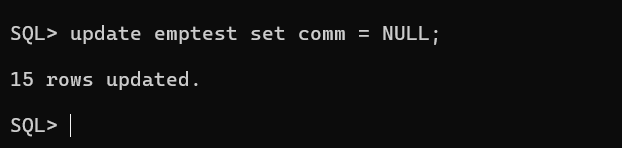 SQL> update emptest set comm = NULL;
15 rows updated.
SQL>